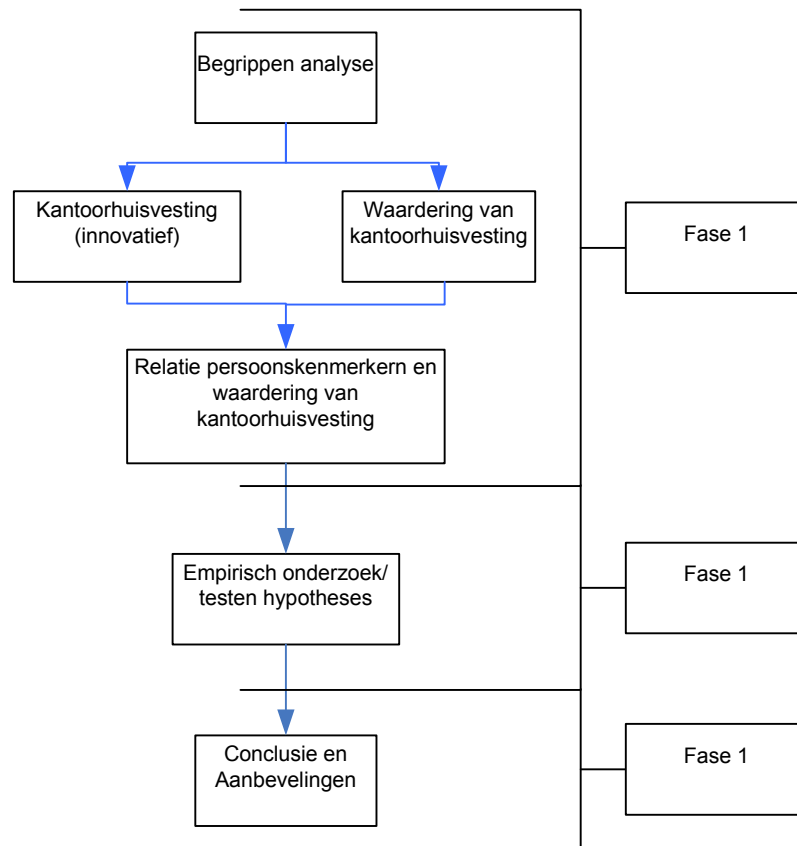 Begrippen analyse
Kantoorhuisvesting
(innovatief)
Waardering van
kantoorhuisvesting
Fase 1
Relatie persoonskenmerkern en
waardering van
kantoorhuisvesting
Empirisch onderzoek/
testen hypotheses
Fase 1
Conclusie en
Aanbevelingen
Fase 1